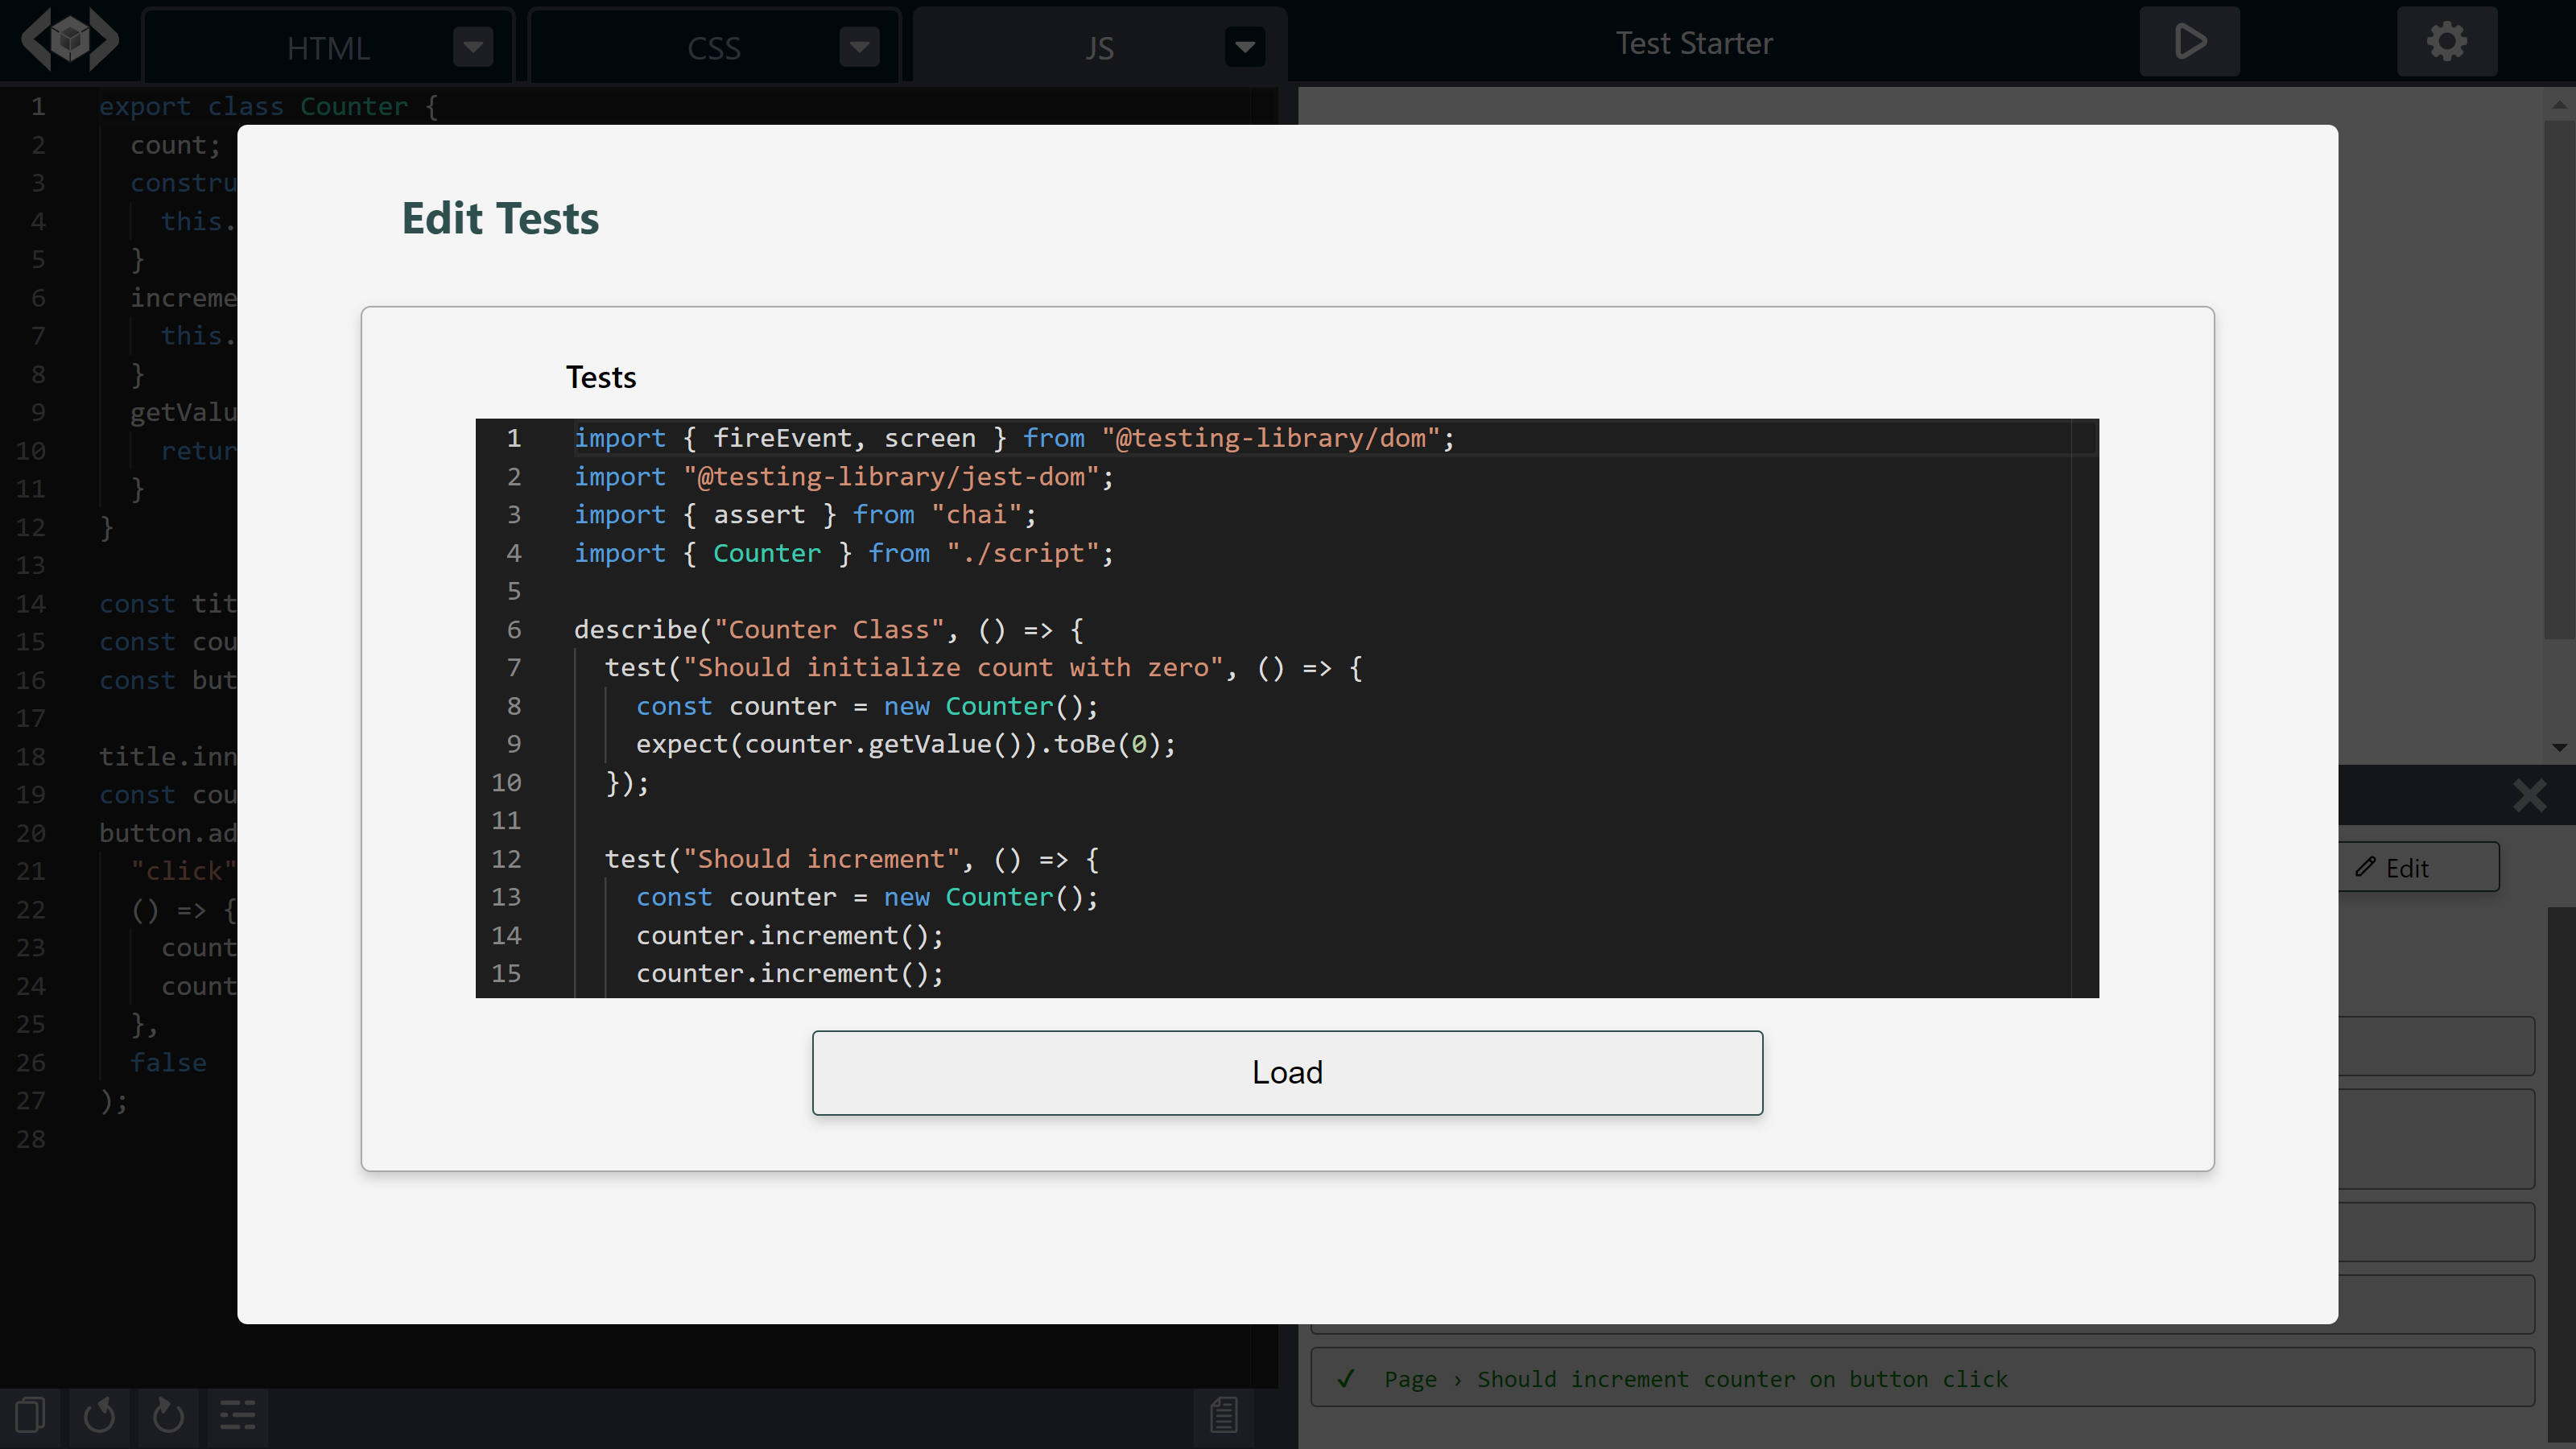 HTML
CSS
JS
Test Starter
1 export class Counter {
2 count;
3 constru
4 this.
5 }
6 increme
7 this.
8 }
9 getValu
10 retur
11 }
12 }
13
14 const tit
15 const cou
16 const but
17
18 title.inn
19 const cou
20 button.ad
21 "click"
22 () => {
23 count
24 count
25 },
26 false
27 );
28
Edit Tests
Tests
1 import { fireEvent, screen } from "@testing-library/dom";
2 import "@testing-library/jest-dom";
3 import { assert } from "chai";
4 import { Counter } from "./script";
5
6 describe("Counter Class", () => {
7 test("Should initialize count with zero", () => {
8 const counter = new Counter();
9 expect(counter.getValue()).toBe(0);
10 });
11
12 test("Should increment", () => {
13 const counter = new Counter();
14 counter.increment();
15 counter.increment();
Load
Edit
✓ Page › Should increment counter on button click